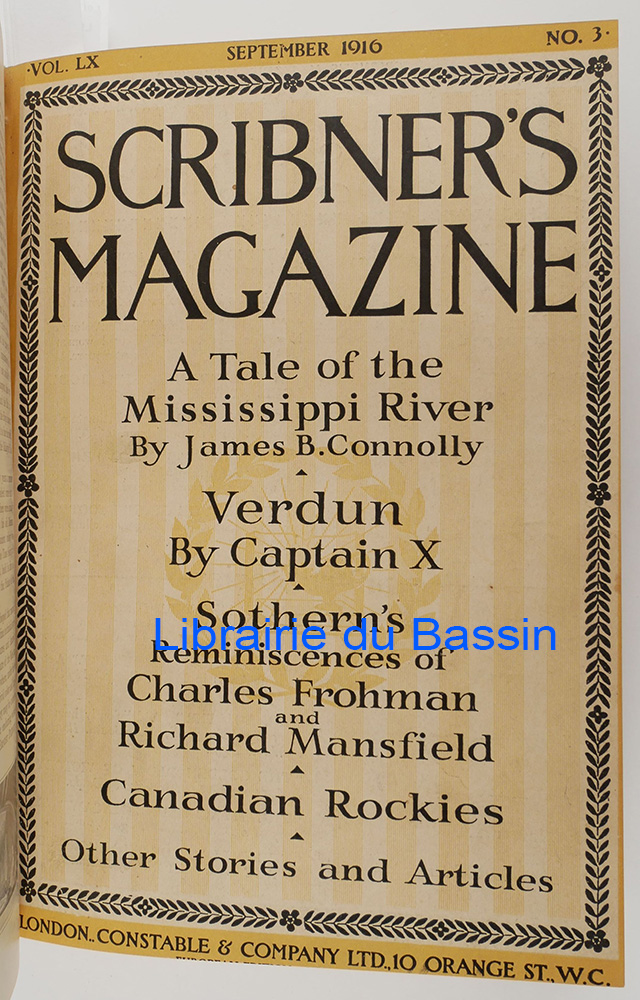 ·VOL. LX SEPTEMBER 1916 NO. 3·
SCRIBNER'S
MAGAZINE
A Tale of the
Mississippi River
By James B. Connolly
Verdun
By Captain X
Sothern's
Librairie du Bassin
Reminiscences of
Charles Frohman
and
Richard Mansfield
Canadian Rockies
Other Stories and Articles
LONDON.. CONSTABLE & COMPANY LTD., 10 ORANGE ST., W.C.